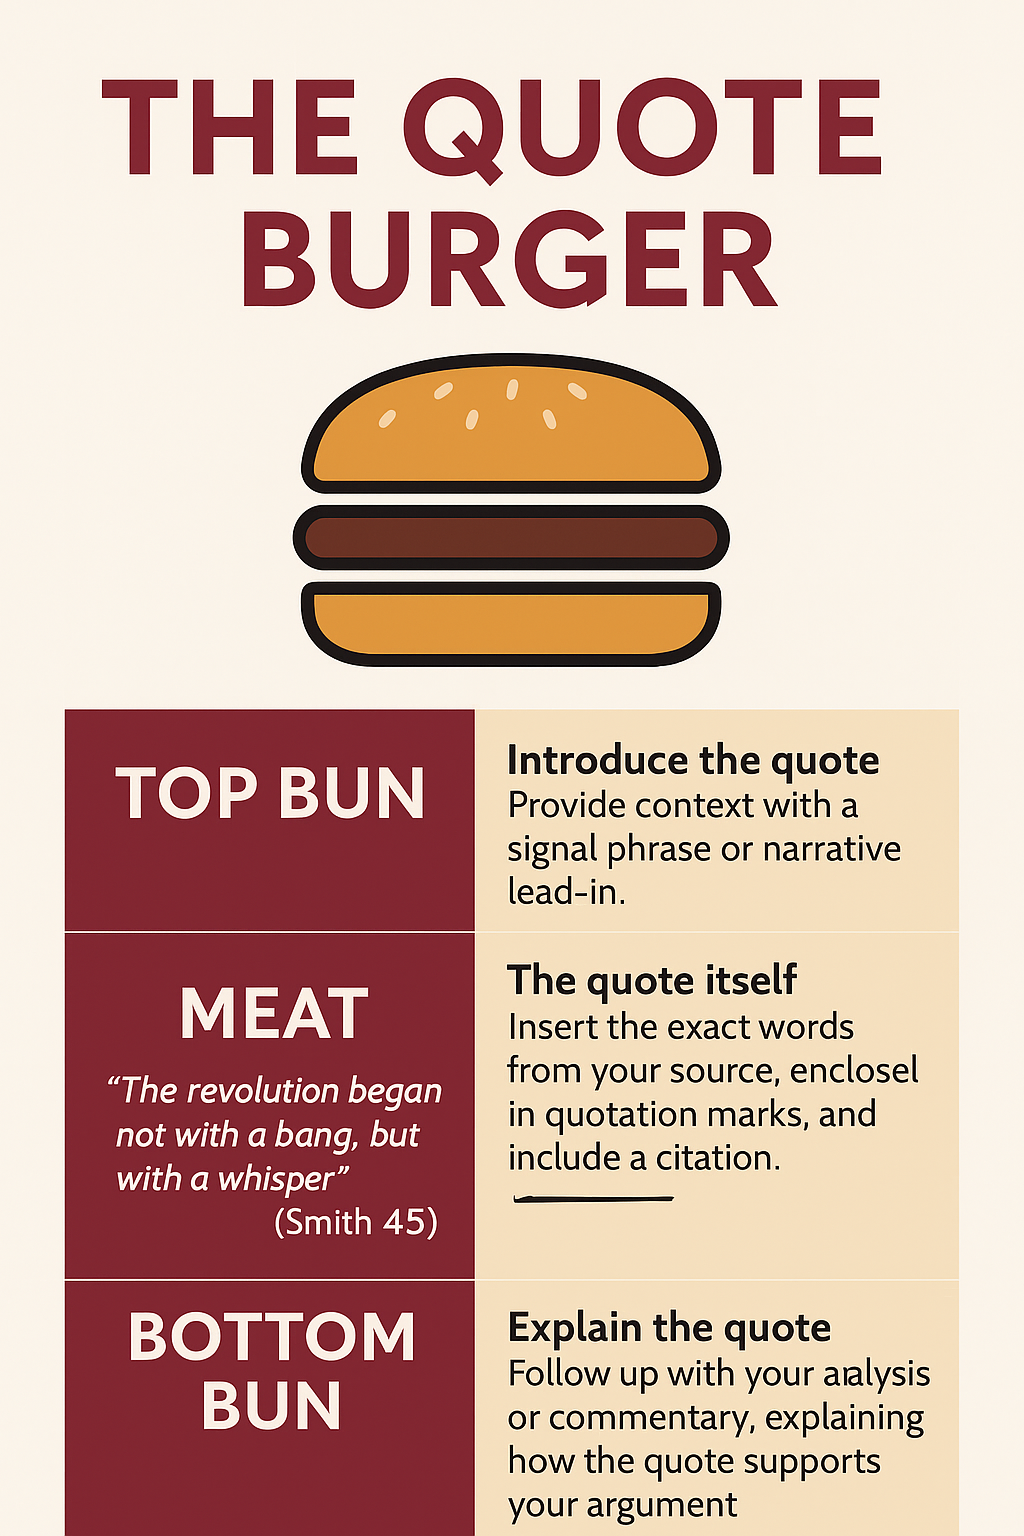 THE QUOTE
BURGER
TOP BUN
Introduce the quote
Provide context with a
signal phrase or narrative
lead-in.
MEAT
“The revolution began
not with a bang, but
with a whisper”
(Smith 45)
The quote itself
Insert the exact words
from your source, enclosel
in quotation marks, and
include a citation.
BOTTOM
BUN
Explain the quote
Follow up with your aıalysis
or commentary, explaining
how the quote supports
your argument